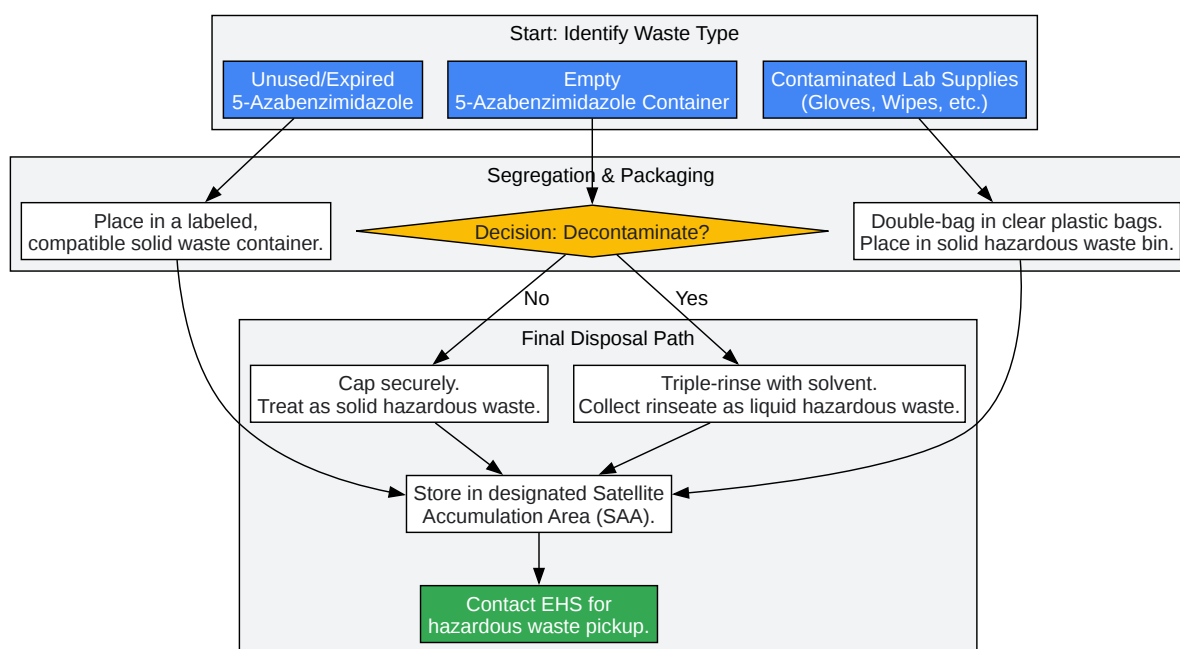 Start: Identify Waste Type
Unused/Expired
5-Azabenzimidazole
Empty
5-Azabenzimidazole Container
Contaminated Lab Supplies
(Gloves, Wipes, etc.)
Segregation & Packaging
Place in a labeled,
compatible solid waste container.
Decision: Decontaminate?
Double-bag in clear plastic bags.
Place in solid hazardous waste bin.
No
Yes
Final Disposal Path
Cap securely.
Treat as solid hazardous waste.
Triple-rinse with solvent.
Collect rinseate as liquid hazardous waste.
Store in designated Satellite
Accumulation Area (SAA).
Contact EHS for
hazardous waste pickup.